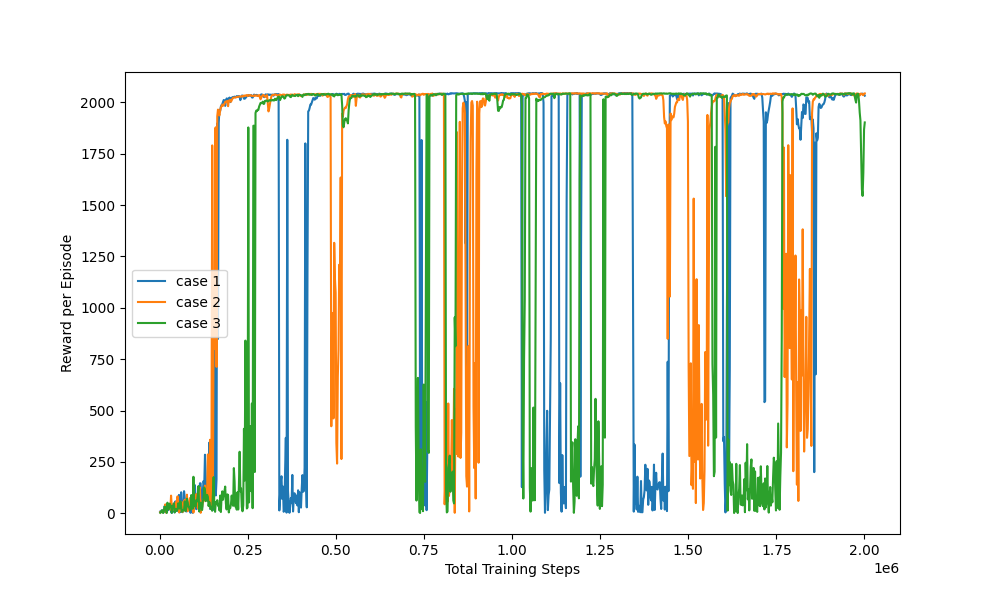 2000
1750
1500
1250
1000
750
500
250
0
Reward per Episode
case 1
case 2
case 3
0.00 0.25 0.50 0.75 1.00 1.25 1.50 1.75 2.00
1e6
Total Training Steps